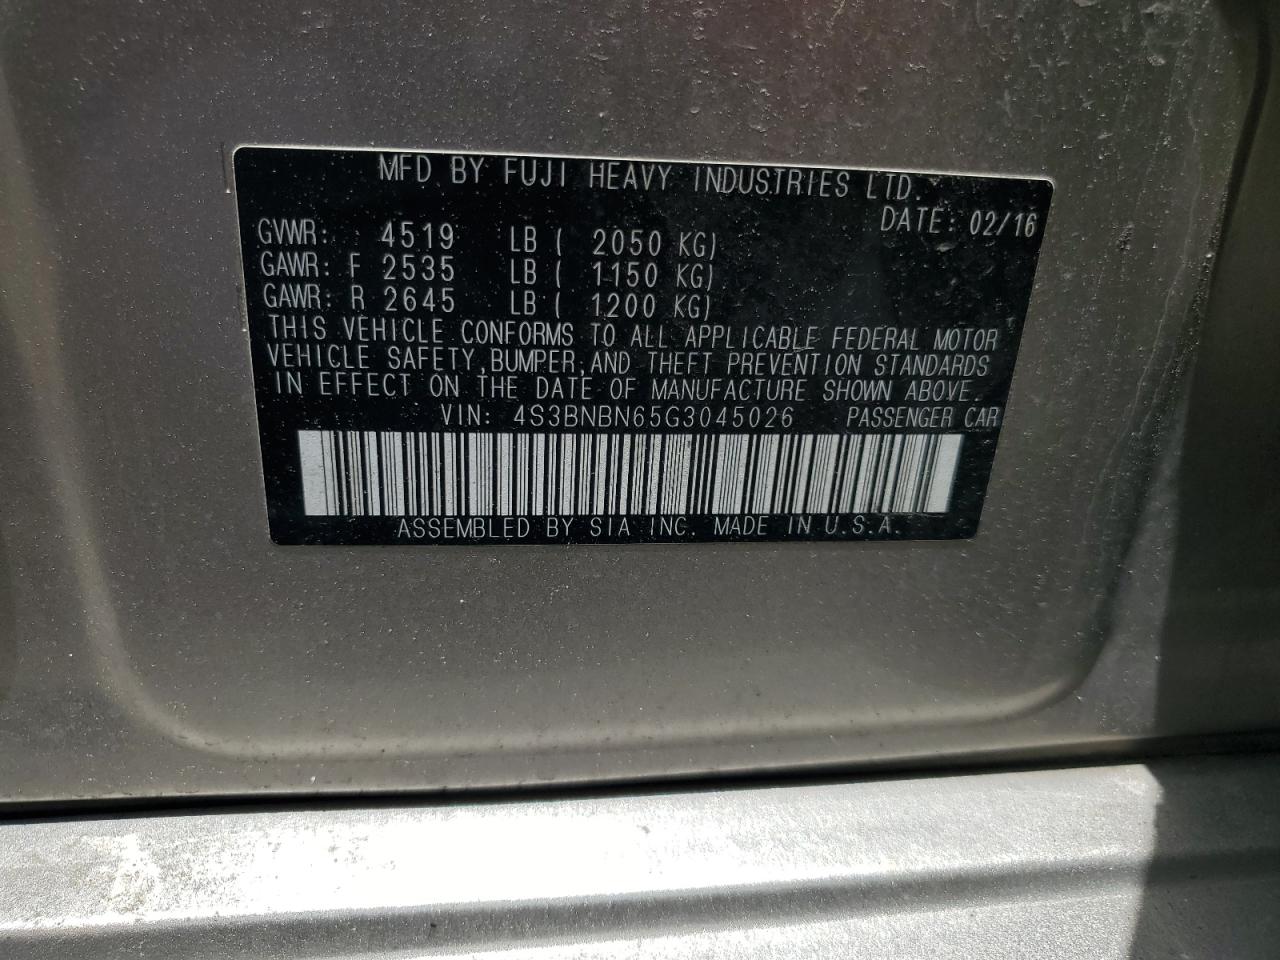 MFD BY FUJI HEAVY INDUSTRIES LTD.
DATE: 02/16
GVWR: 4519 LB ( 2050 KG)
GAWR: F 2535 LB ( 1150 KG)
GAWR: R 2645 LB ( 1200 KG)
THIS VEHICLE CONFORMS TO ALL APPLICABLE FEDERAL MOTOR
VEHICLE SAFETY, BUMPER, AND THEFT PREVENTION STANDARDS
IN EFFECT ON THE DATE OF MANUFACTURE SHOWN ABOVE.
VIN: 4S3BNBN65G3045026 PASSENGER CAR
ASSEMBLED BY SIA INC. MADE IN U.S.A.